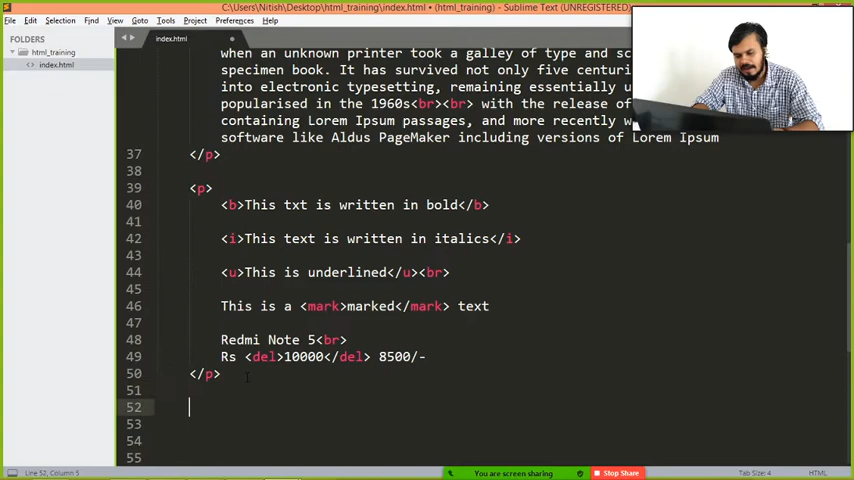 C:\Users\Nitish\Desktop\html_training\index.html • (html_training) - Sublime Text (UNREGISTERED)
File Edit Selection Find View Goto Tools Project Preferences Help
FOLDERS
html_training
<> index.html
index.html
when an unknown printer took a galley of type and sc
specimen book. It has survived not only five centuri
into electronic typesetting, remaining essentially u
popularised in the 1960s<br><br> with the release of
containing Lorem Ipsum passages, and more recently w
software like Aldus PageMaker including versions of Lorem Ipsum
37 </p>
38
39 <p>
40 <b>This txt is written in bold</b>
41
42 <i>This text is written in italics</i>
43
44 <u>This is underlined</u><br>
45
46 This is a <mark>marked</mark> text
47
48 Redmi Note 5<br>
49 Rs <del>10000</del> 8500/-
50 </p>
51
52
53
54
55
Line 52, Column 5
You are screen sharing
Stop Share
Tab Size: 4
HTML